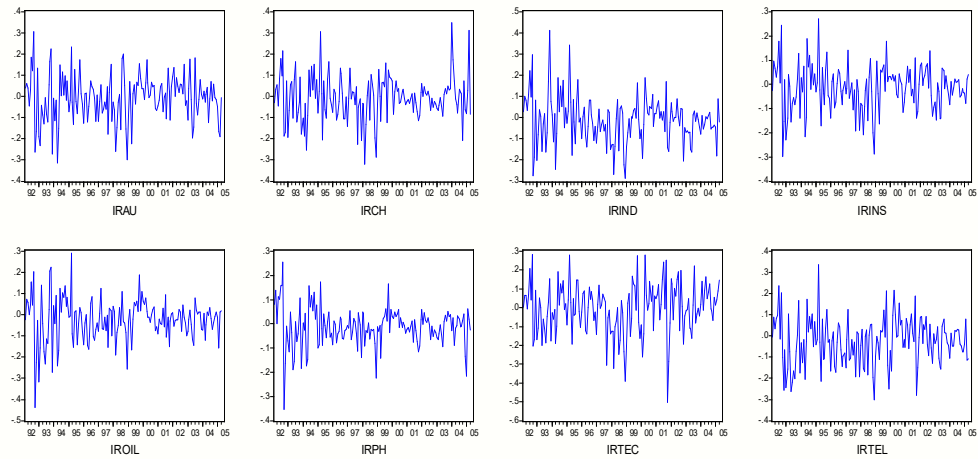 .4 .3 .2 .1 .0 -.1 -.2 -.3 -.4
92 93 94 95 96 97 98 99 00 01 02 03 04 05
IRAU
.4 .3 .2 .1 .0 -.1 -.2 -.3 -.4
92 93 94 95 96 97 98 99 00 01 02 03 04 05
IRCH
.5 .4 .3 .2 .1 .0 -.1 -.2 -.3
92 93 94 95 96 97 98 99 00 01 02 03 04 05
IRIND
.3 .2 .1 .0 -.1 -.2 -.3 -.4
92 93 94 95 96 97 98 99 00 01 02 03 04 05
IRINS
.3 .2 .1 .0 -.1 -.2 -.3 -.4 -.5
92 93 94 95 96 97 98 99 00 01 02 03 04 05
IROIL
.3 .2 .1 .0 -.1 -.2 -.3 -.4
92 93 94 95 96 97 98 99 00 01 02 03 04 05
IRPH
.3 .2 .1 .0 -.1 -.2 -.3 -.4 -.5 -.6
92 93 94 95 96 97 98 99 00 01 02 03 04 05
IRTEC
.4 .3 .2 .1 .0 -.1 -.2 -.3 -.4
92 93 94 95 96 97 98 99 00 01 02 03 04 05
IRTEL